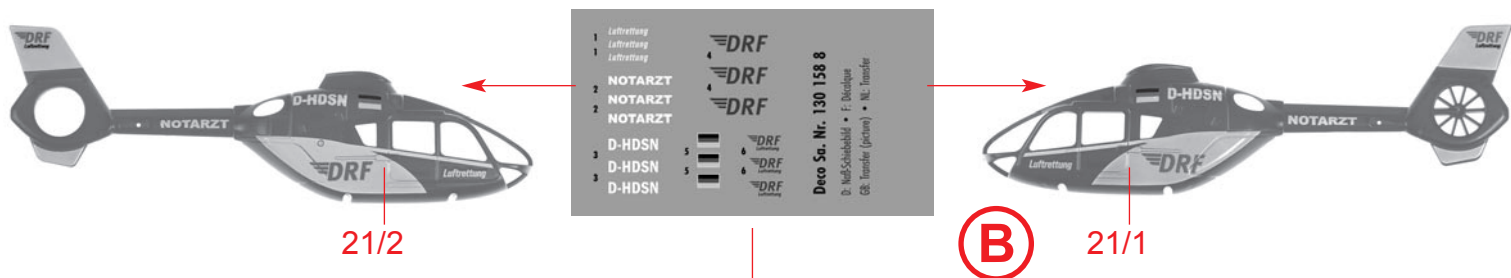 DRF
Luftrettung
D-HDSN
NOTARZT
DRF
Luftrettung
21/2
1 Luftrettung
Luftrettung
1 Luftrettung
2 NOTARZT
NOTARZT
2 NOTARZT
3 D-HDSN
D-HDSN
3 D-HDSN
DRF
4
DRF
4
DRF
5
5
DRF
Luftrettung
6
DRF
Luftrettung
6
DRF
Luftrettung
Deco Sa. Nr. 130 158 8
D: Naß-Schiebebild • F: Décalque
GB: Transfer (picture) • NL: Transfer
B
DRF
Luftrettung
D-HDSN
NOTARZT
Luftrettung
DRF
21/1